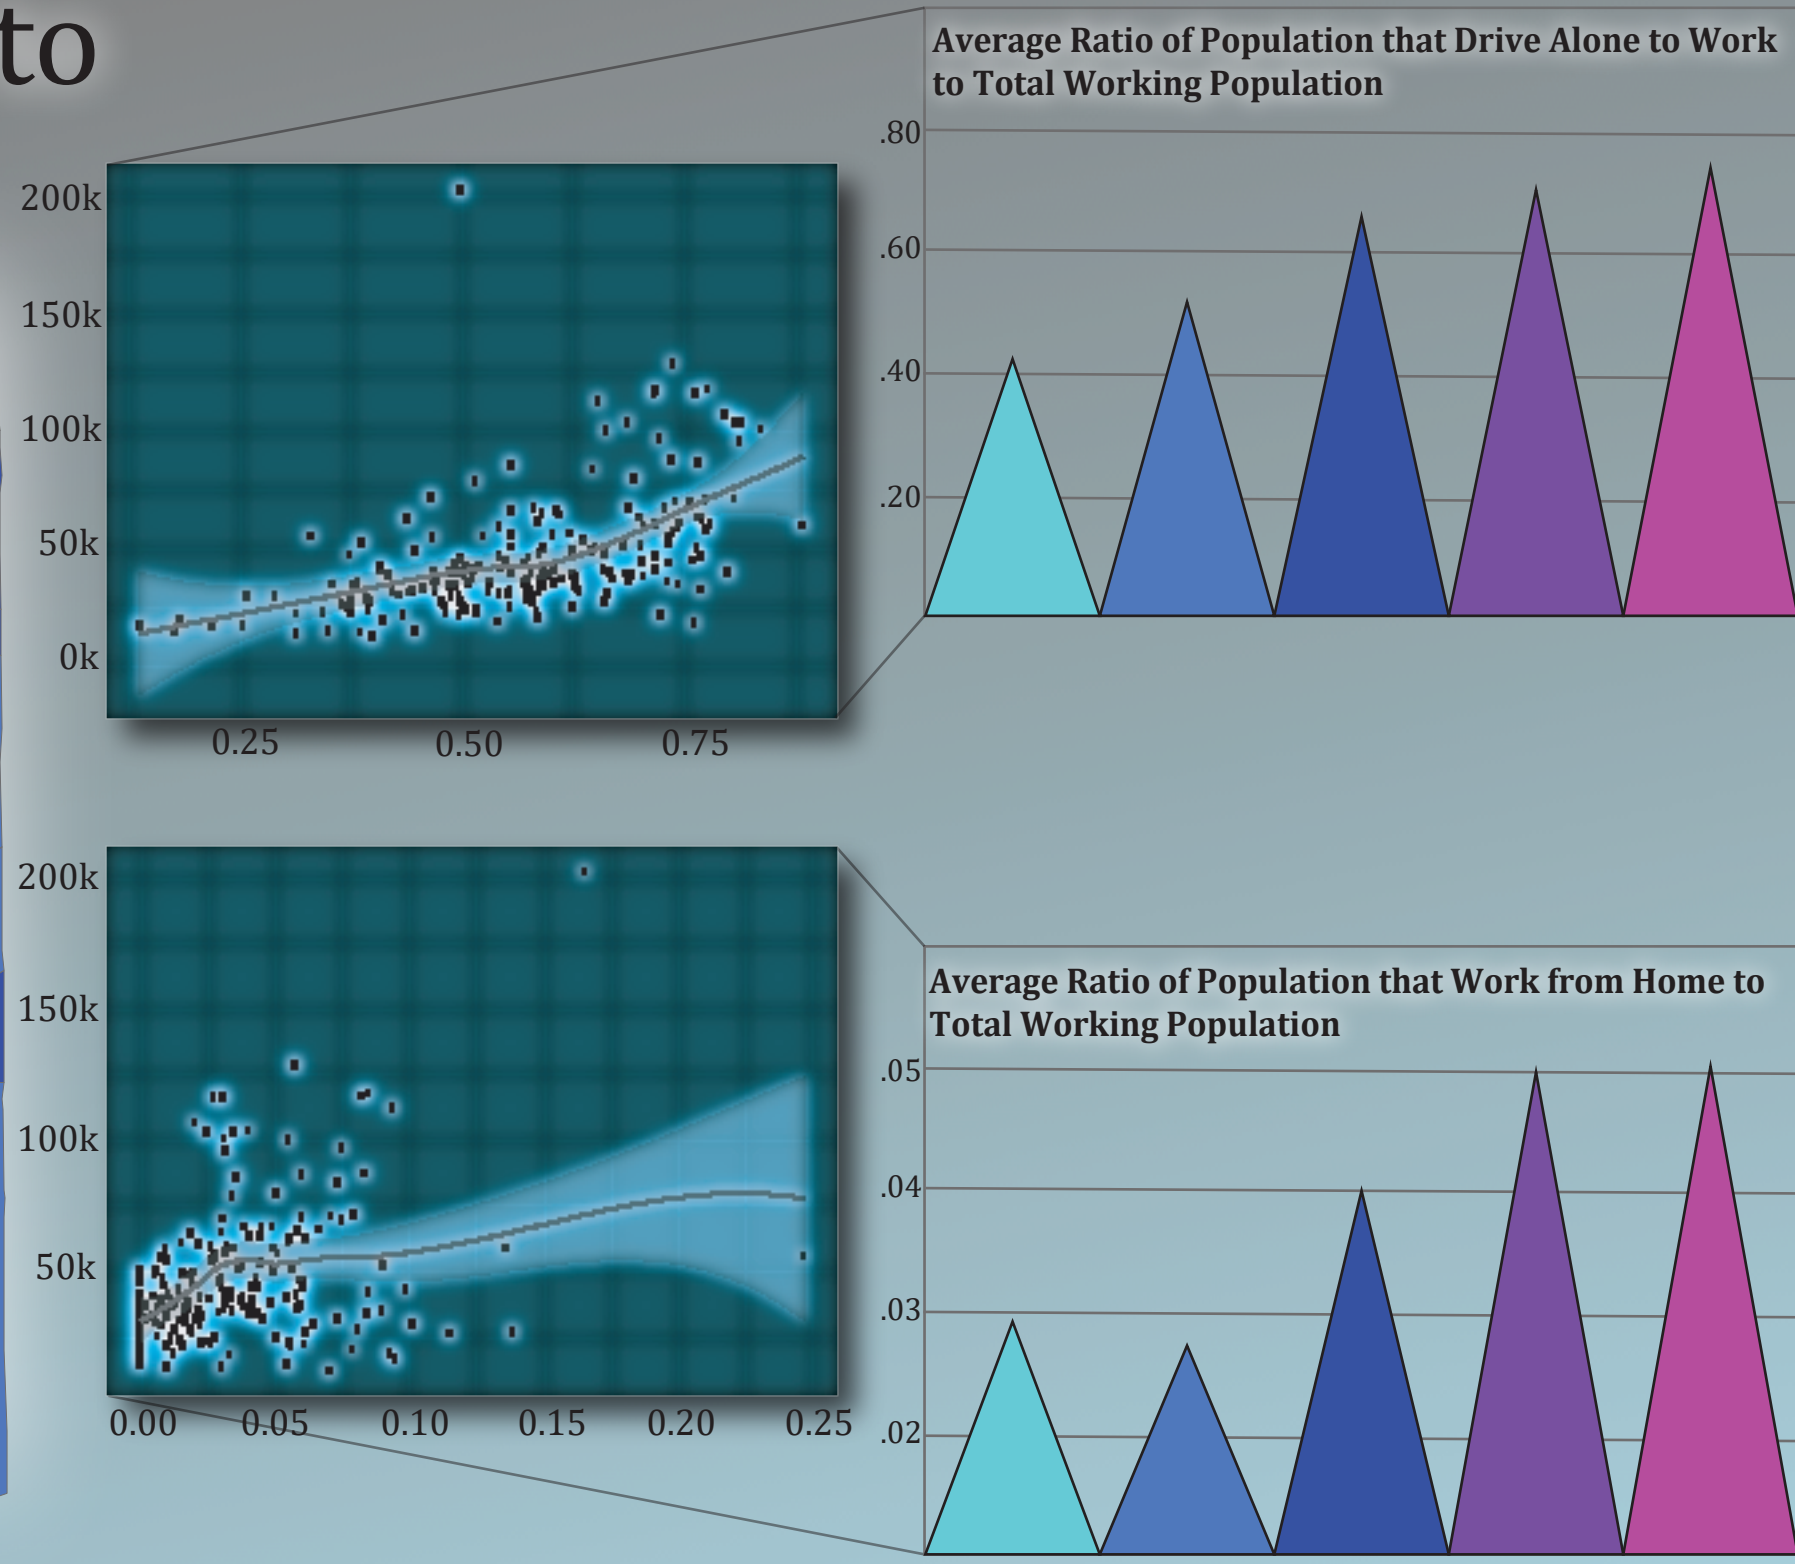 to
Average Ratio of Population that Drive Alone to Work
to Total Working Population
.80
.60
.40
.20
200k
150k
100k
50k
0k
0.25 0.50 0.75
200k
150k
100k
50k
0.00 0.05 0.10 0.15 0.20 0.25
Average Ratio of Population that Work from Home to
Total Working Population
.05
.04
.03
.02